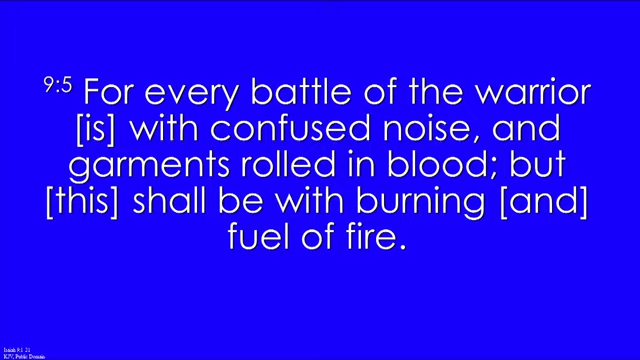 9:5 For every battle of the warrior
[is] with confused noise, and
garments rolled in blood; but
[this] shall be with burning [and]
fuel of fire.
Isaiah 9:1-21
KJV, Public Domain